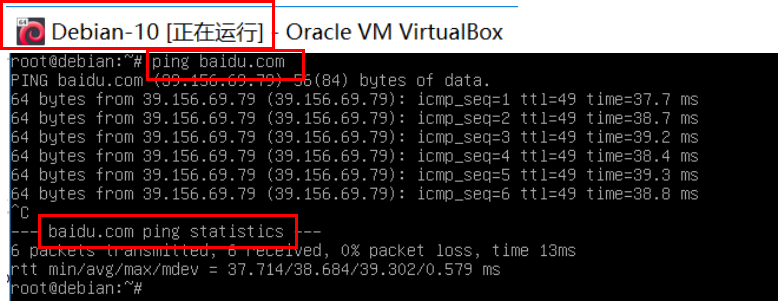 64
Debian-10 [正在运行] - Oracle VM VirtualBox
root@debian:~# ping baidu.com
PING baidu.com (39.156.69.79) 56(84) bytes of data.
64 bytes from 39.156.69.79 (39.156.69.79): icmp_seq=1 ttl=49 time=37.7 ms
64 bytes from 39.156.69.79 (39.156.69.79): icmp_seq=2 ttl=49 time=38.7 ms
64 bytes from 39.156.69.79 (39.156.69.79): icmp_seq=3 ttl=49 time=39.2 ms
64 bytes from 39.156.69.79 (39.156.69.79): icmp_seq=4 ttl=49 time=38.4 ms
64 bytes from 39.156.69.79 (39.156.69.79): icmp_seq=5 ttl=49 time=39.3 ms
64 bytes from 39.156.69.79 (39.156.69.79): icmp_seq=6 ttl=49 time=38.8 ms
^C
--- baidu.com ping statistics ---
6 packets transmitted, 6 received, 0% packet loss, time 13ms
rtt min/avg/max/mdev = 37.714/38.684/39.302/0.579 ms
root@debian:~#